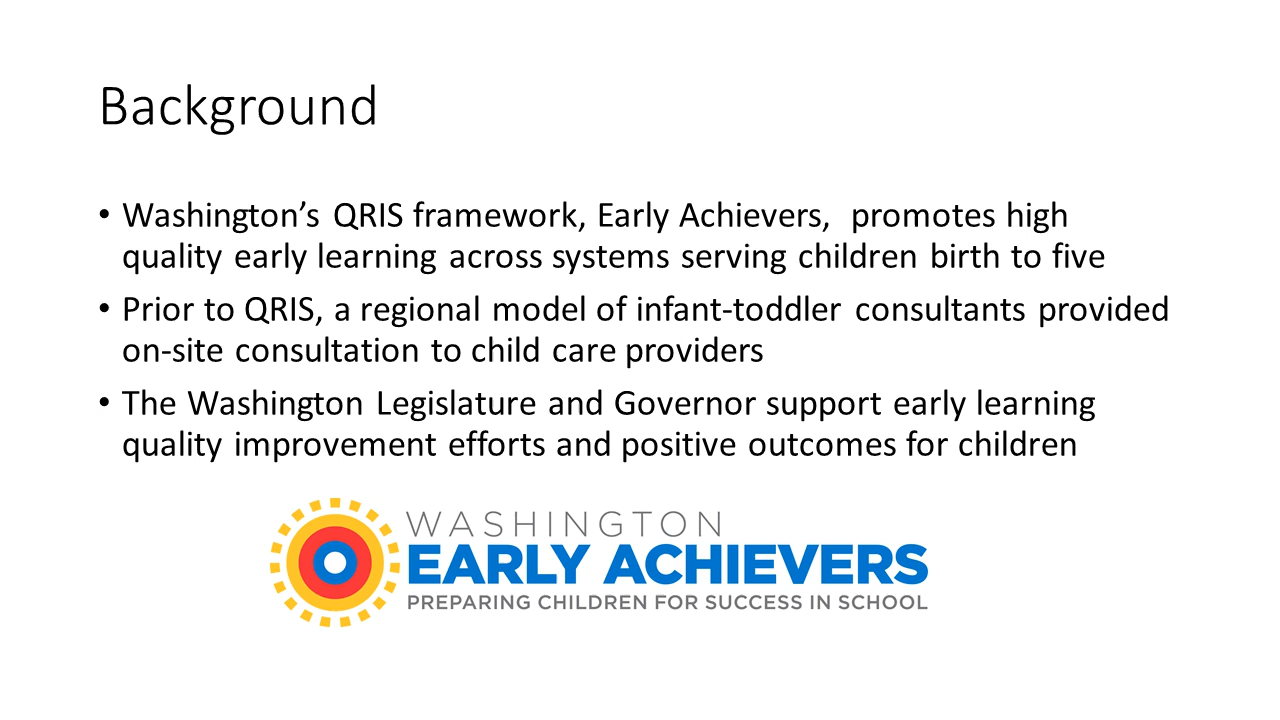 Background
• Washington’s QRIS framework, Early Achievers,  promotes high
quality early learning across systems serving children birth to five
• Prior to QRIS, a regional model of infant-toddler consultants provided
on-site consultation to child care providers
• The Washington Legislature and Governor support early learning
quality improvement efforts and positive outcomes for children
WASHINGTON
EARLY ACHIEVERS
PREPARING CHILDREN FOR SUCCESS IN SCHOOL